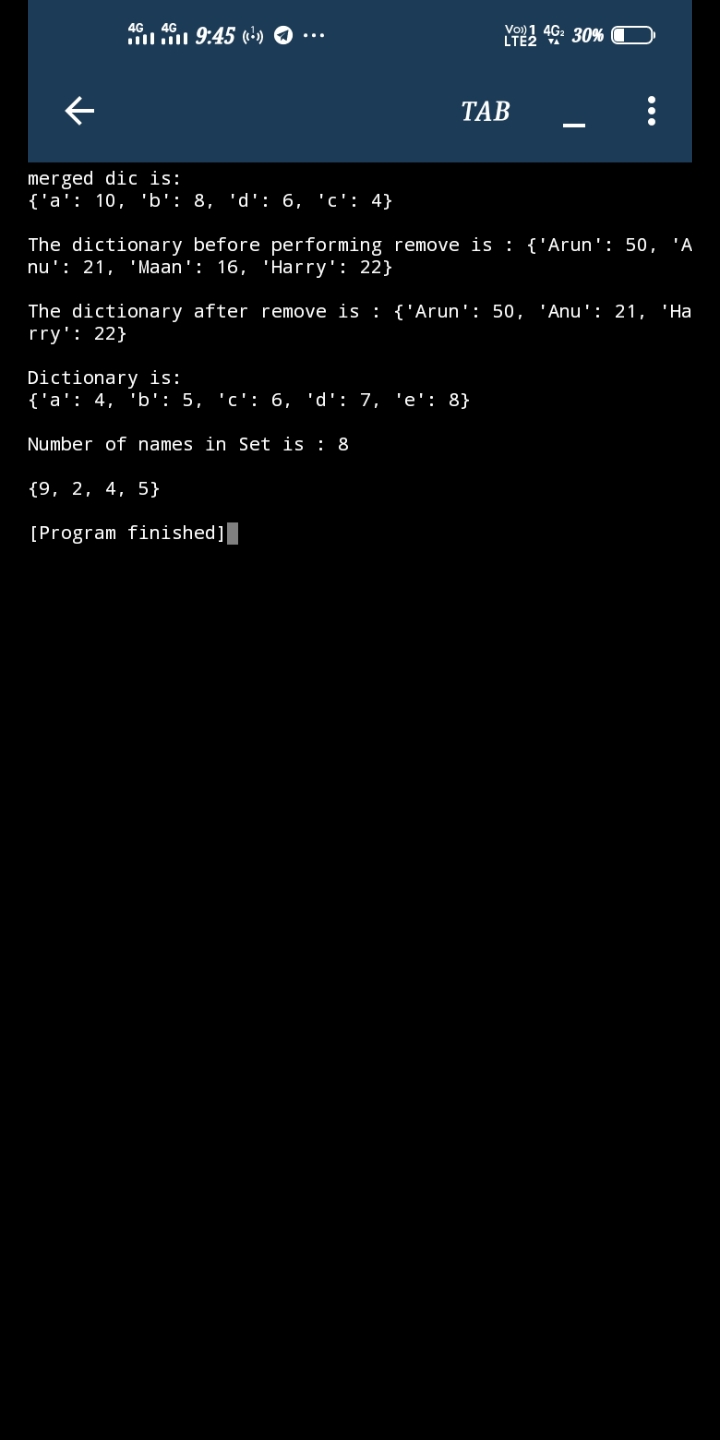 4G 4G 9:45 Vo)) 1 LTE2 4G2 30%
TAB
merged dic is:
{'a': 10, 'b': 8, 'd': 6, 'c': 4}
The dictionary before performing remove is : {'Arun': 50, 'A
nu': 21, 'Maan': 16, 'Harry': 22}
The dictionary after remove is : {'Arun': 50, 'Anu': 21, 'Ha
rry': 22}
Dictionary is:
{'a': 4, 'b': 5, 'c': 6, 'd': 7, 'e': 8}
Number of names in Set is : 8
{9, 2, 4, 5}
[Program finished]